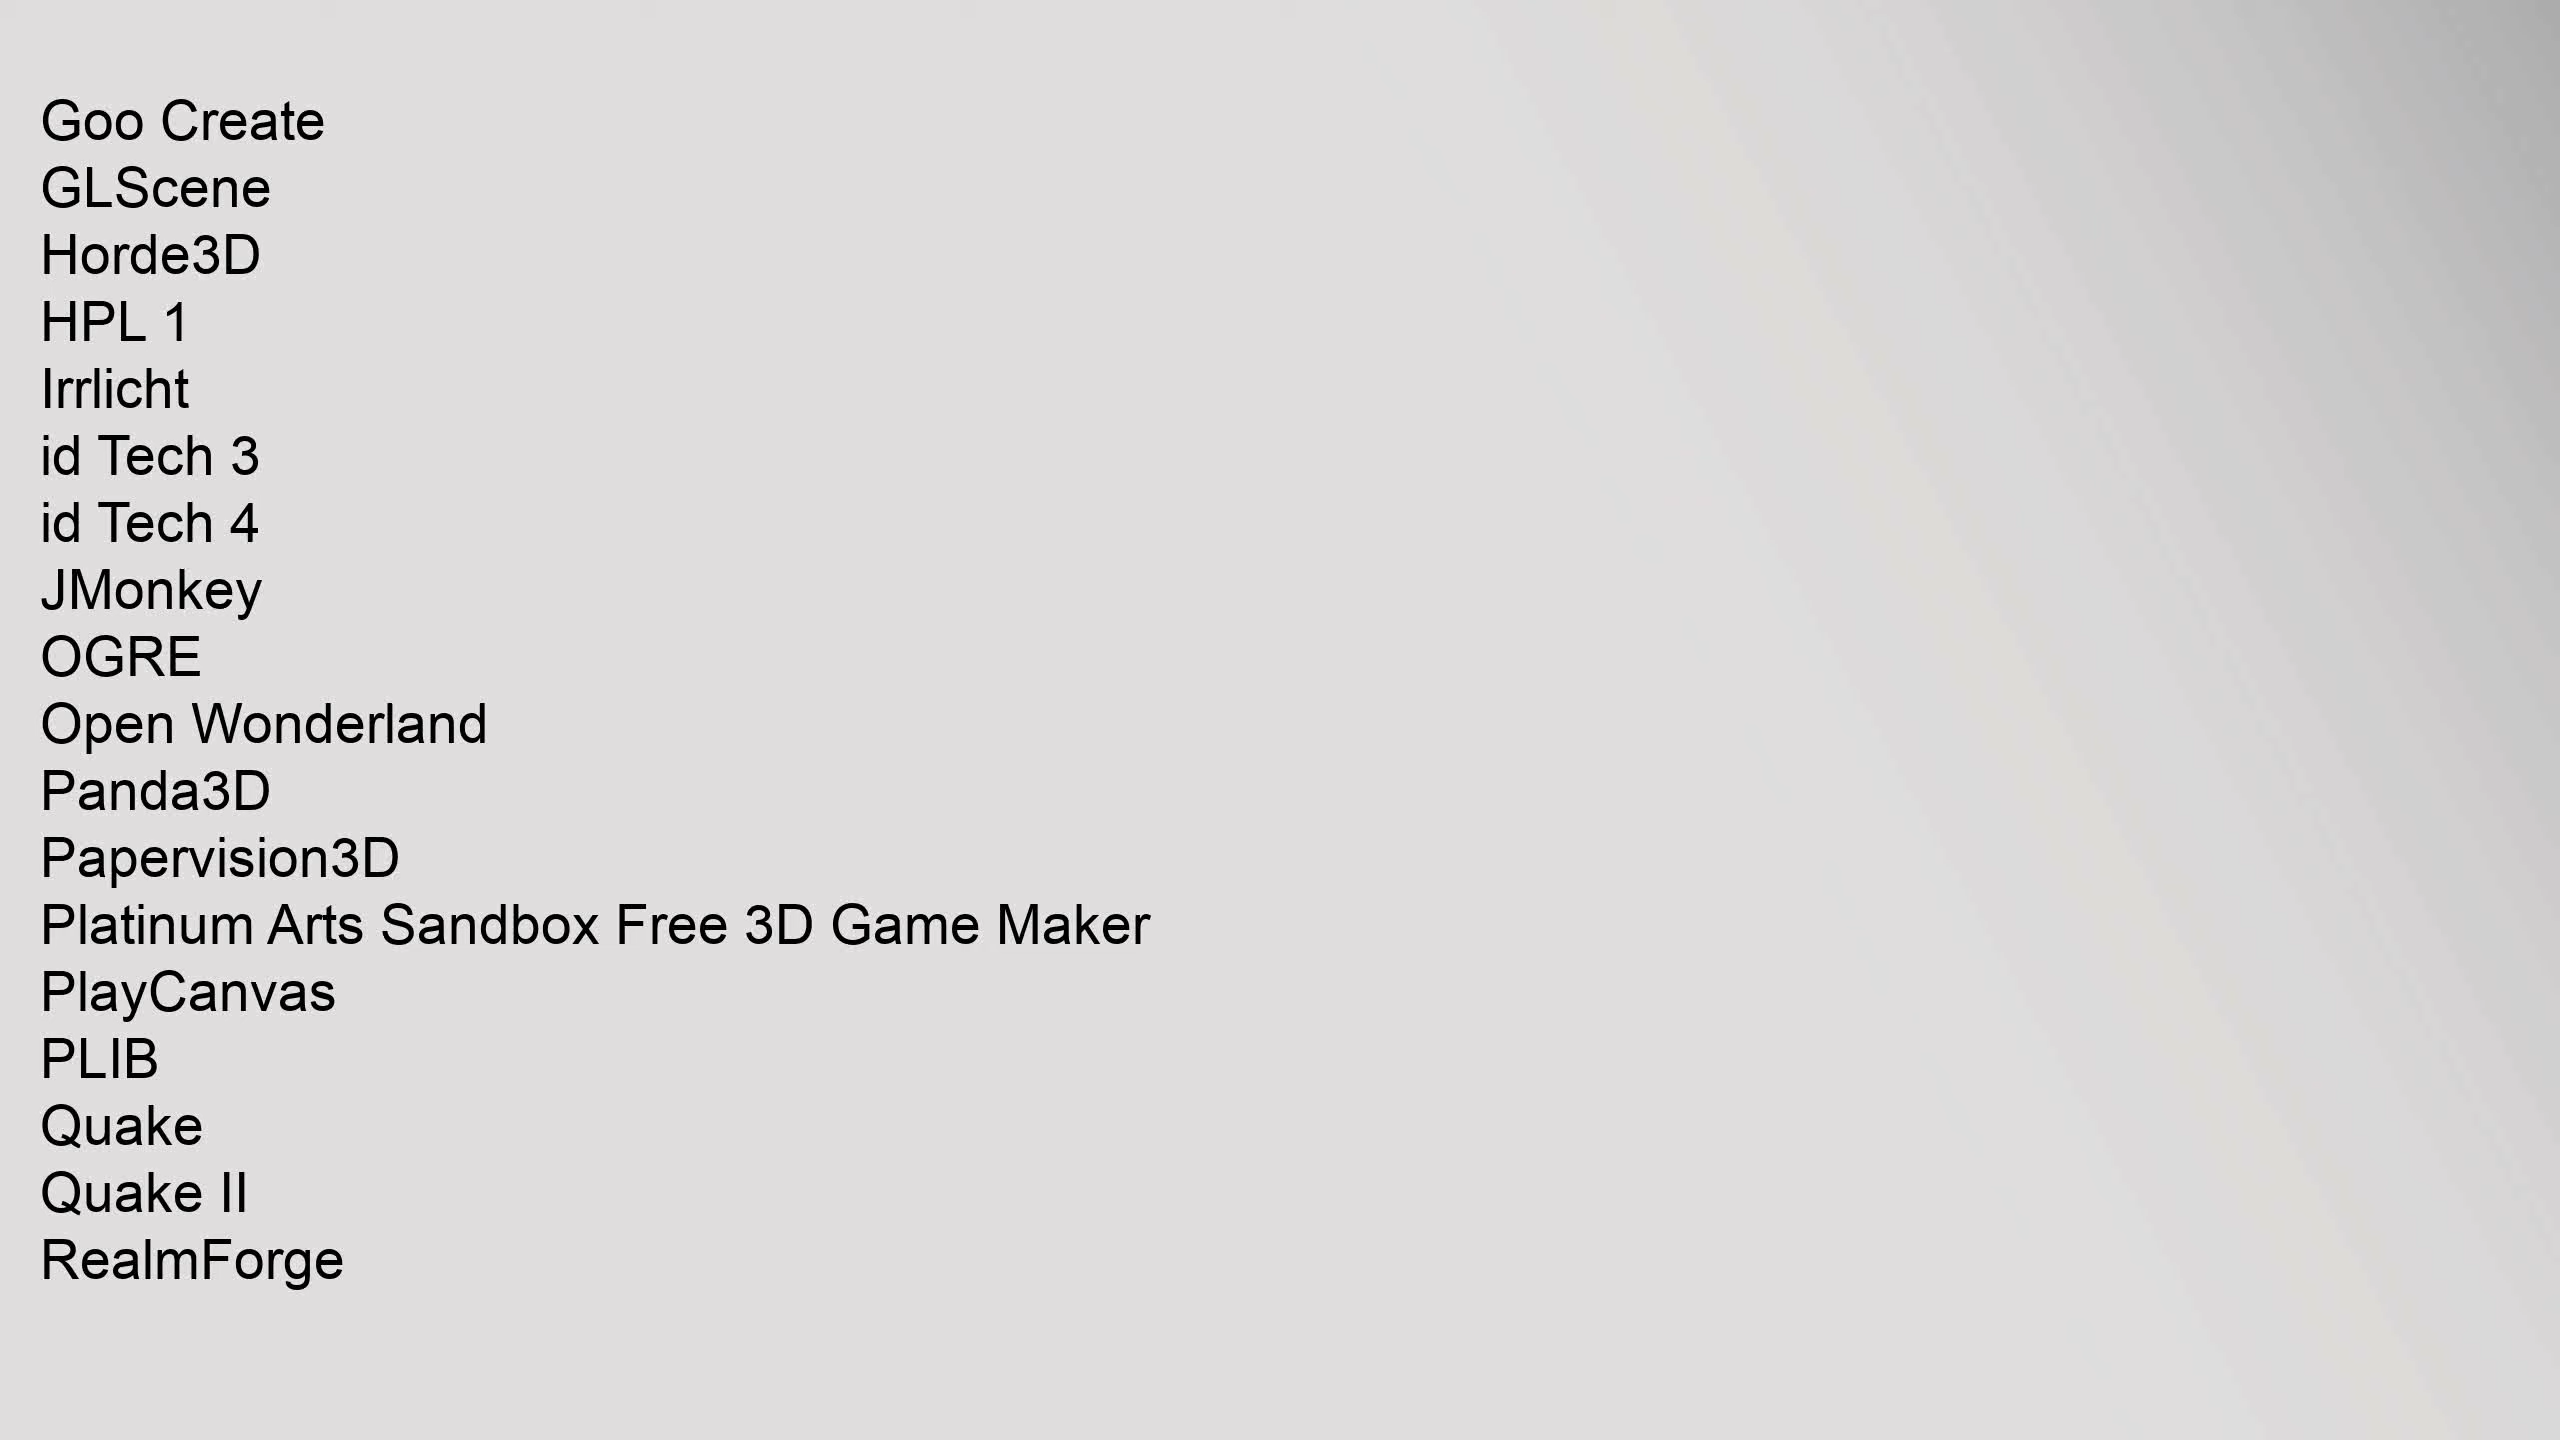 Goo Create
GLScene
Horde3D
HPL 1
Irrlicht
id Tech 3
id Tech 4
JMonkey
OGRE
Open Wonderland
Panda3D
Papervision3D
Platinum Arts Sandbox Free 3D Game Maker
PlayCanvas
PLIB
Quake
Quake II
RealmForge